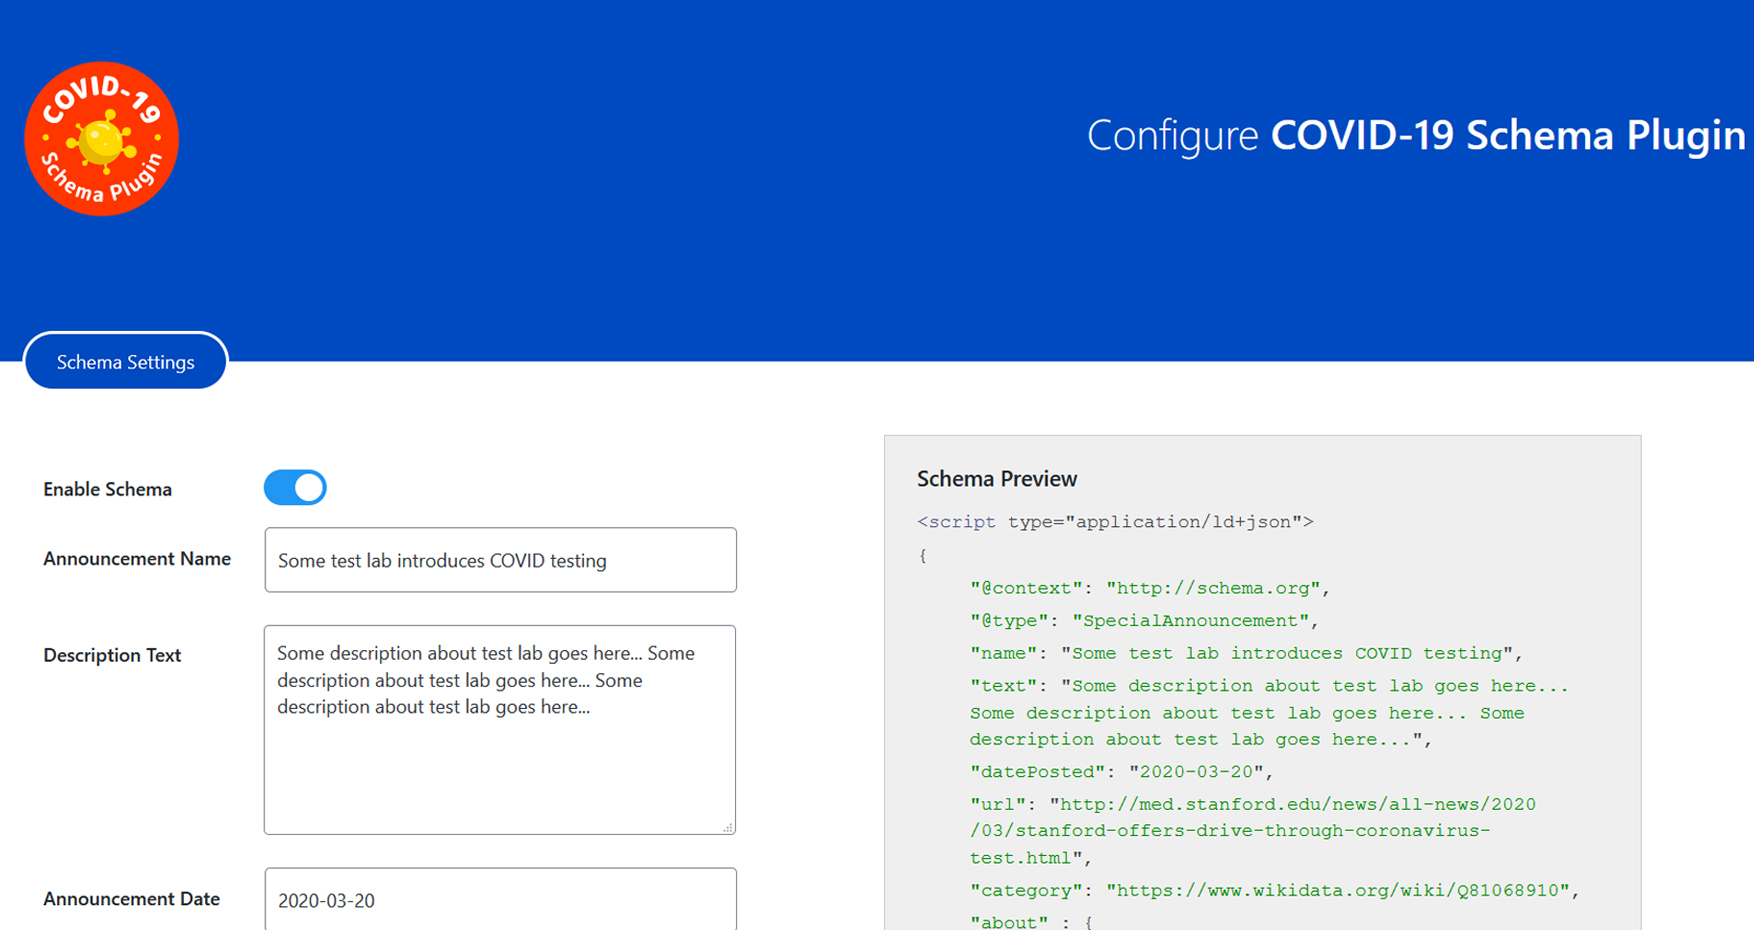 COVID-19
Schema Plugin
Configure COVID-19 Schema Plugin
Schema Settings
Enable Schema
Announcement Name
Some test lab introduces COVID testing
Description Text
Some description about test lab goes here... Some
description about test lab goes here... Some
description about test lab goes here...
Announcement Date
2020-03-20
Schema Preview
<script type="application/ld+json">
{
"@context": "http://schema.org",
"@type": "SpecialAnnouncement",
"name": "Some test lab introduces COVID testing",
"text": "Some description about test lab goes here...
Some description about test lab goes here... Some
description about test lab goes here...",
"datePosted": "2020-03-20",
"url": "http://med.stanford.edu/news/all-news/2020
/03/stanford-offers-drive-through-coronavirus-
test.html",
"category": "https://www.wikidata.org/wiki/Q81068910",
"about" : {